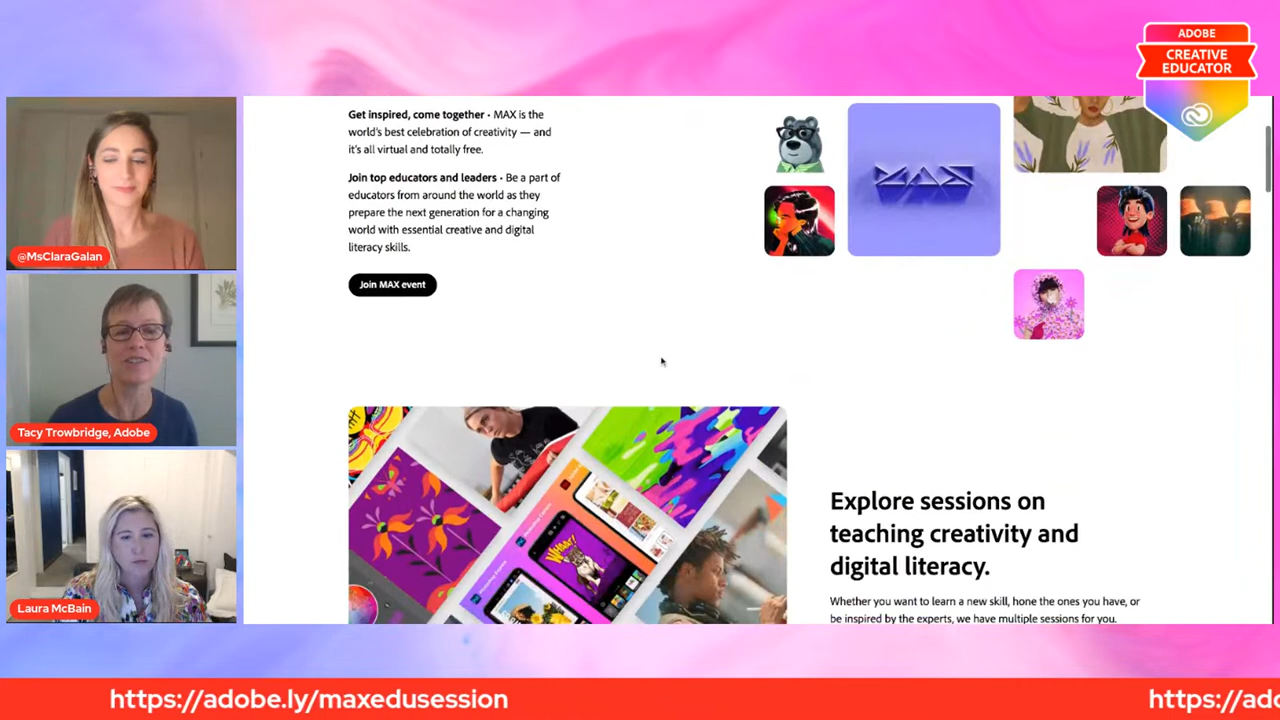 ADOBE
CREATIVE
EDUCATOR
@MsClaraGalan
Tacy Trowbridge, Adobe
Laura McBain
Get inspired, come together • MAX is the
world's best celebration of creativity — and
it's all virtual and totally free.
Join top educators and leaders • Be a part of
educators from around the world as they
prepare the next generation for a changing
world with essential creative and digital
literacy skills.
Join MAX event
MAX
Explore sessions on
teaching creativity and
digital literacy.
Whether you want to learn a new skill, hone the ones you have, or
be inspired by the experts, we have multiple sessions for you.
https://adobe.ly/maxedusession
https://ado